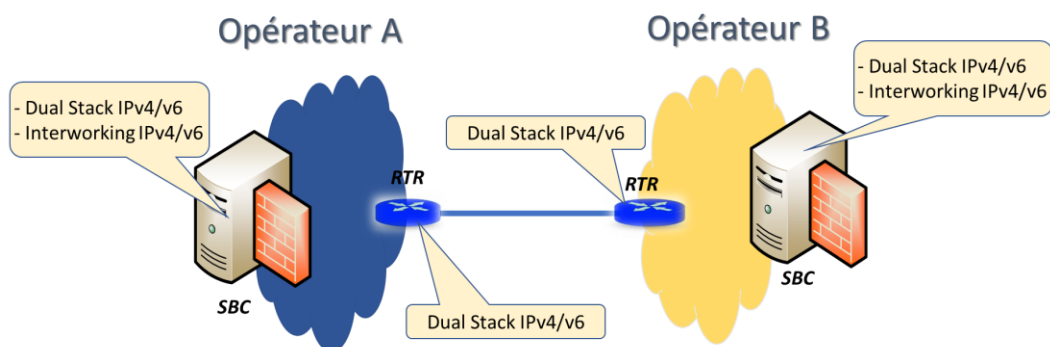 Opérateur A
Opérateur B
- Dual Stack IPv4/v6
- Interworking IPv4/v6
- Dual Stack IPv4/v6
- Interworking IPv4/v6
Dual Stack IPv4/v6
RTR
RTR
SBC
SBC
Dual Stack IPv4/v6